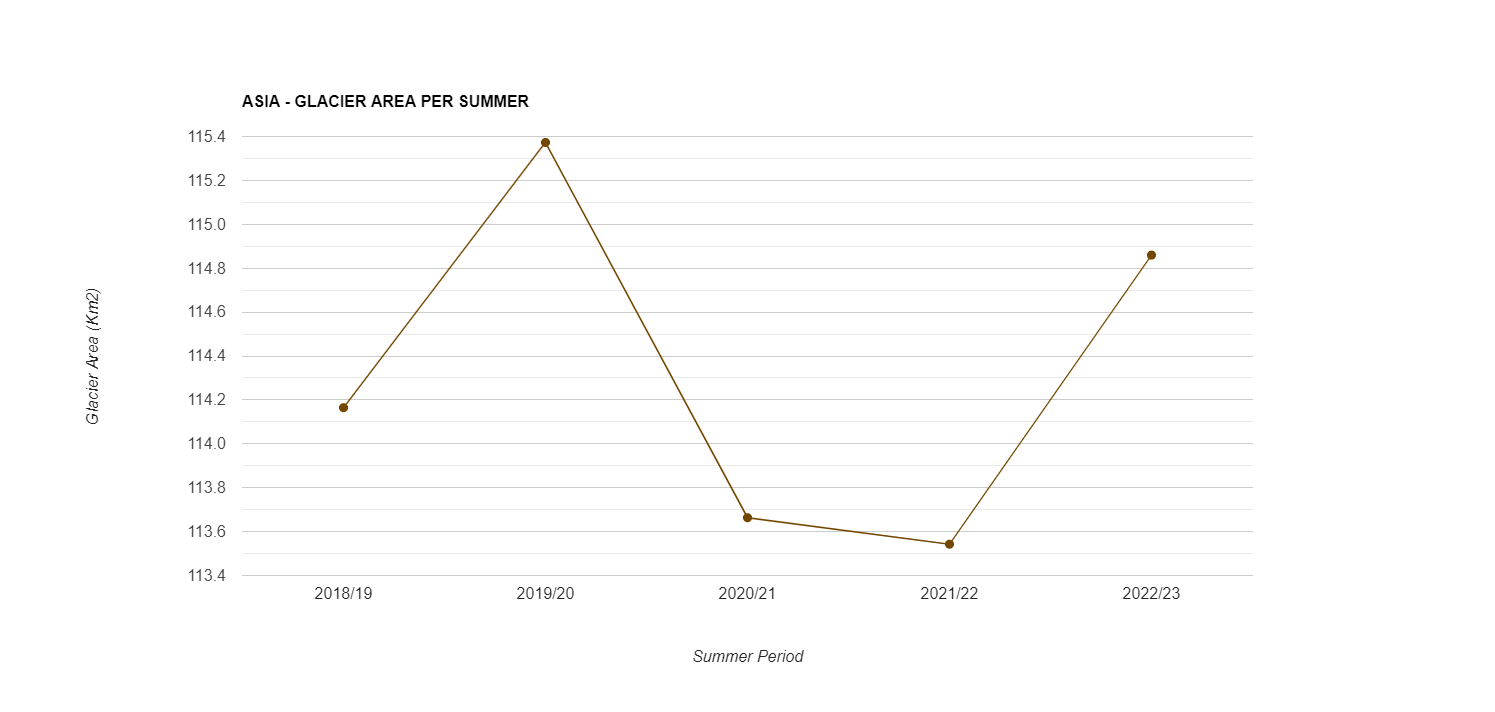 ASIA - GLACIER AREA PER SUMMER
115.4
115.2
115.0
114.8
114.6
114.4
114.2
114.0
113.8
113.6
113.4
Glacier Area (Km2)
2018/19 2019/20 2020/21 2021/22 2022/23
Summer Period